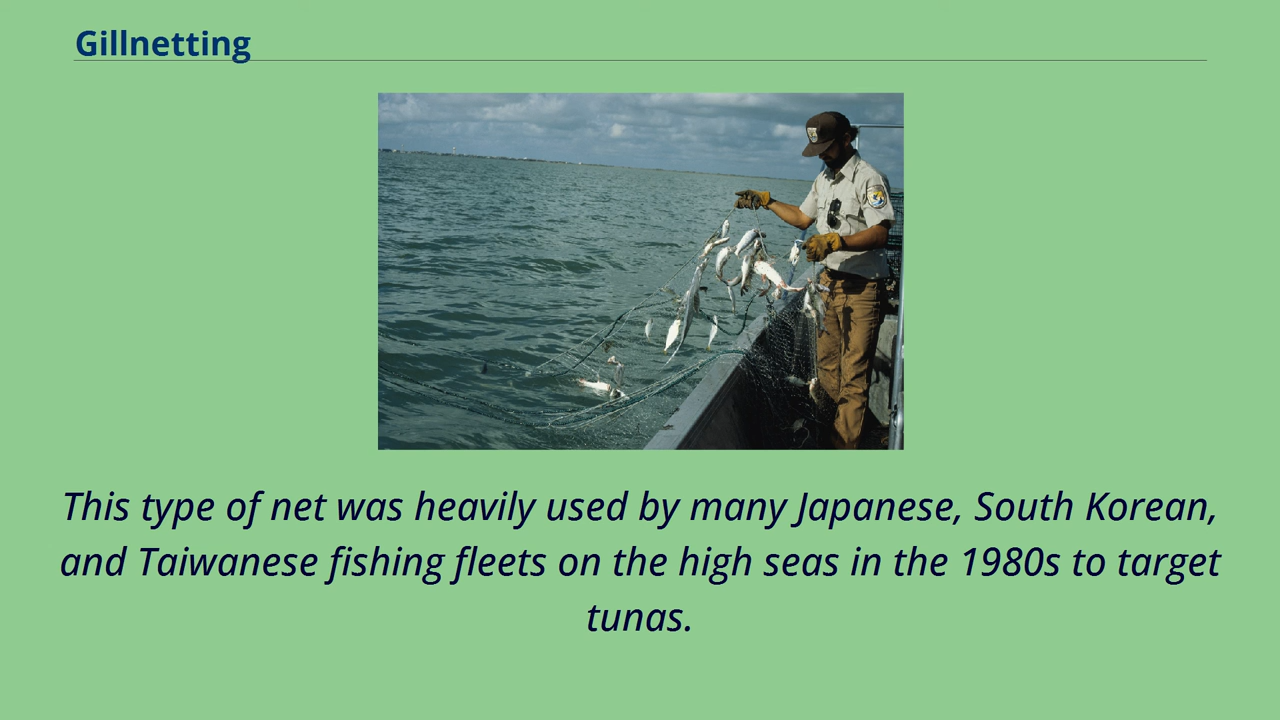 Gillnetting
This type of net was heavily used by many Japanese, South Korean,
and Taiwanese fishing fleets on the high seas in the 1980s to target
tunas.